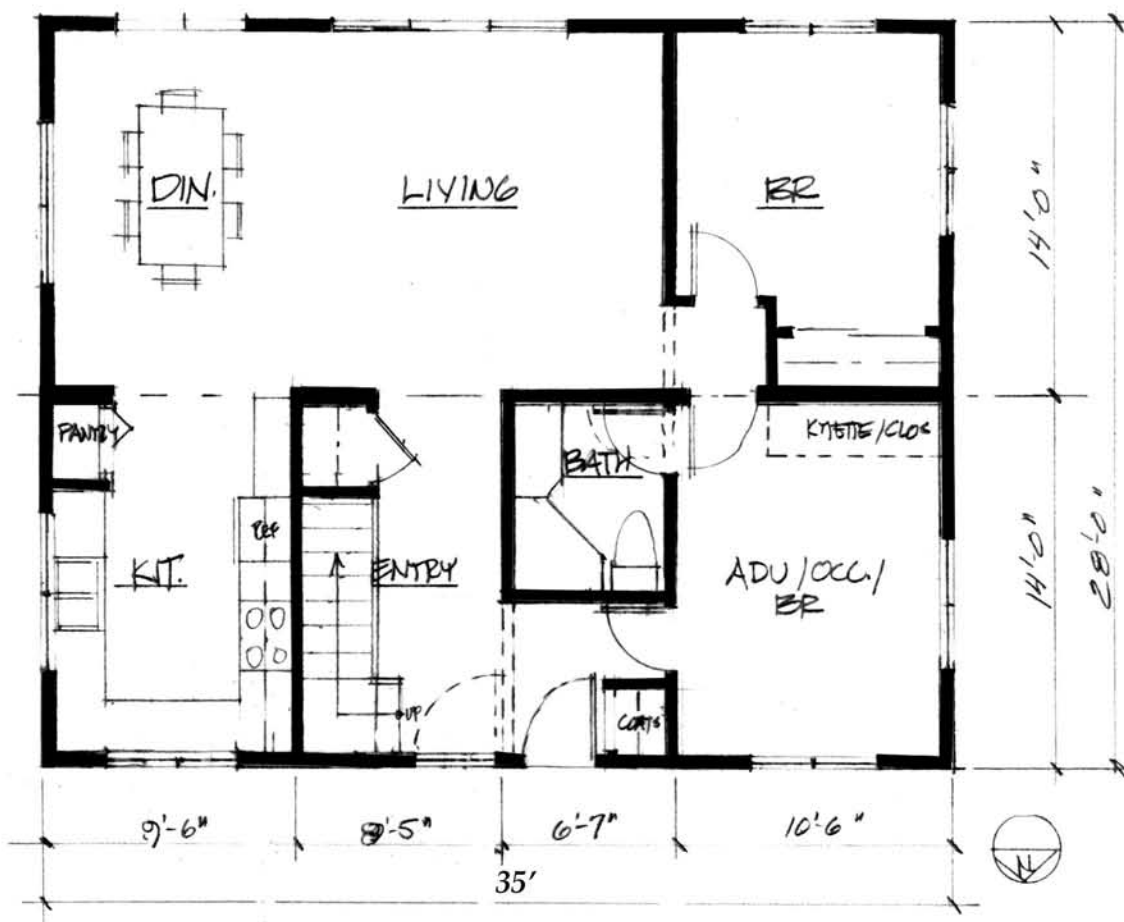 DIN.
LIVING
BR
14'-0"
PANTRY
BATH
KTETTE/CLOS
REF
KIT.
ENTRY
ADU/OCC./
BR
14'-0"
28'-0"
UP
COATS
9'-6"
8'-5"
6'-7"
10'-6"
35'
N